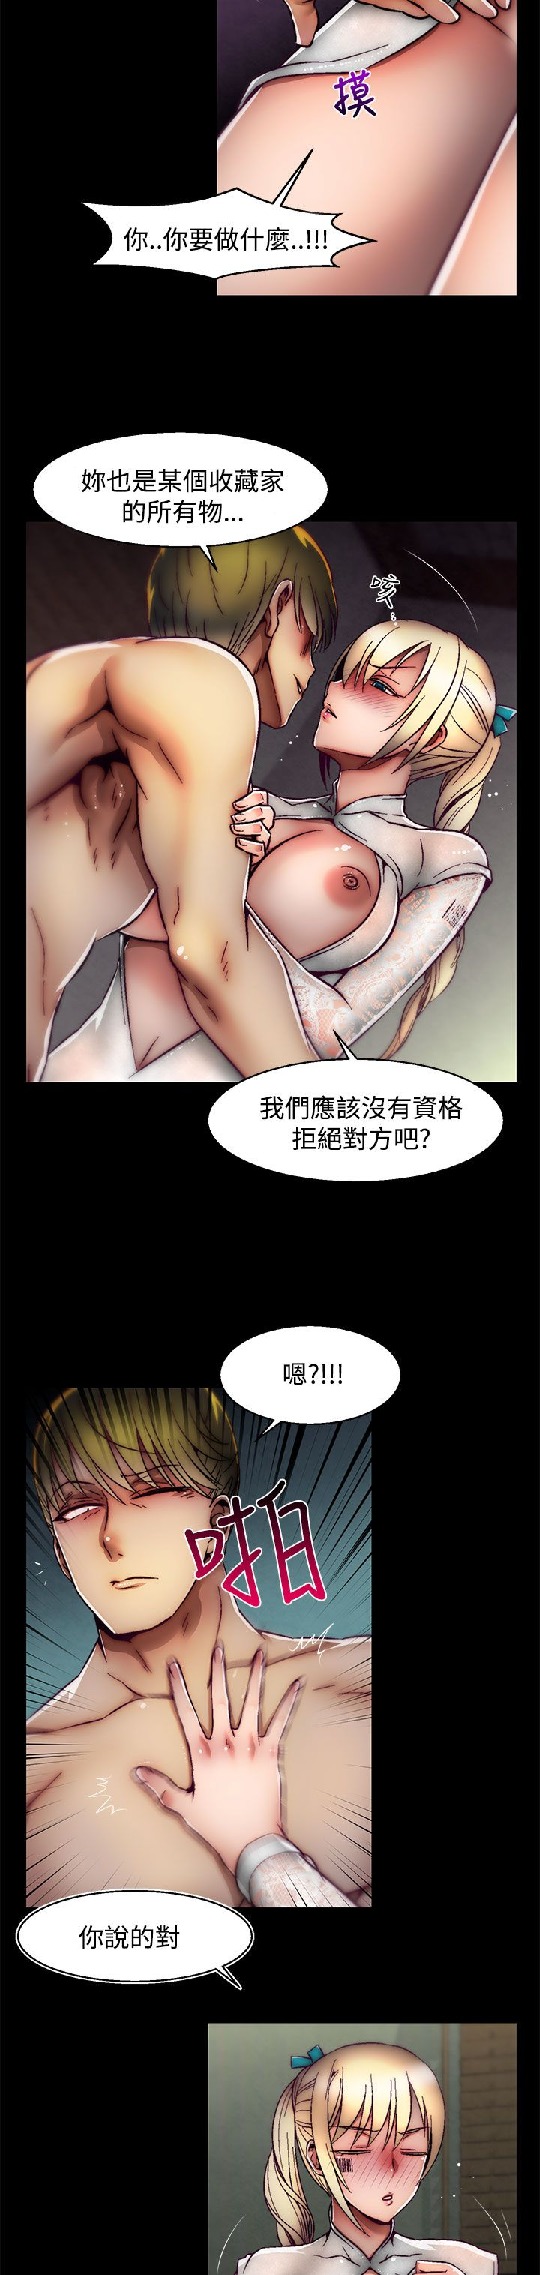 摸
你..你要做什麼..!!!
妳也是某個收藏家
的所有物...
咳
我們應該沒有資格
拒絕對方吧?
嗯?!!!
啪
你說的對